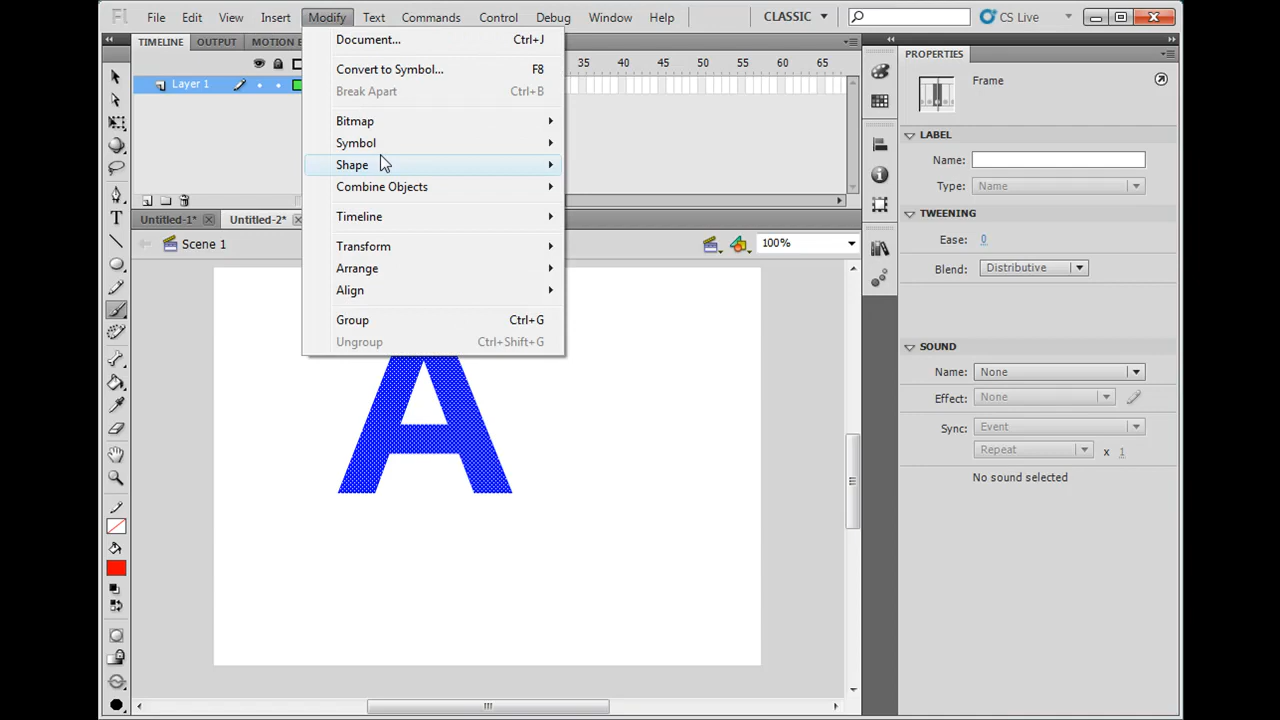 Fl File Edit View Insert Modify Text Commands Control Debug Window Help CLASSIC CS Live
TIMELINE OUTPUT MOTION E
PROPERTIES
Document... Ctrl+J
35 40 45 50 55 60 65
Convert to Symbol... F8
Frame
Layer 1
Break Apart Ctrl+B
Bitmap
LABEL
Symbol
Name:
Shape
Type: Name
Combine Objects
TWEENING
Timeline
Untitled-1* Untitled-2*
Ease: 0
Scene 1
100%
Transform
Blend: Distributive
Arrange
Align
Group Ctrl+G
Ungroup Ctrl+Shift+G
SOUND
Name: None
Effect: None
Sync: Event
Repeat x 1
No sound selected
A
T